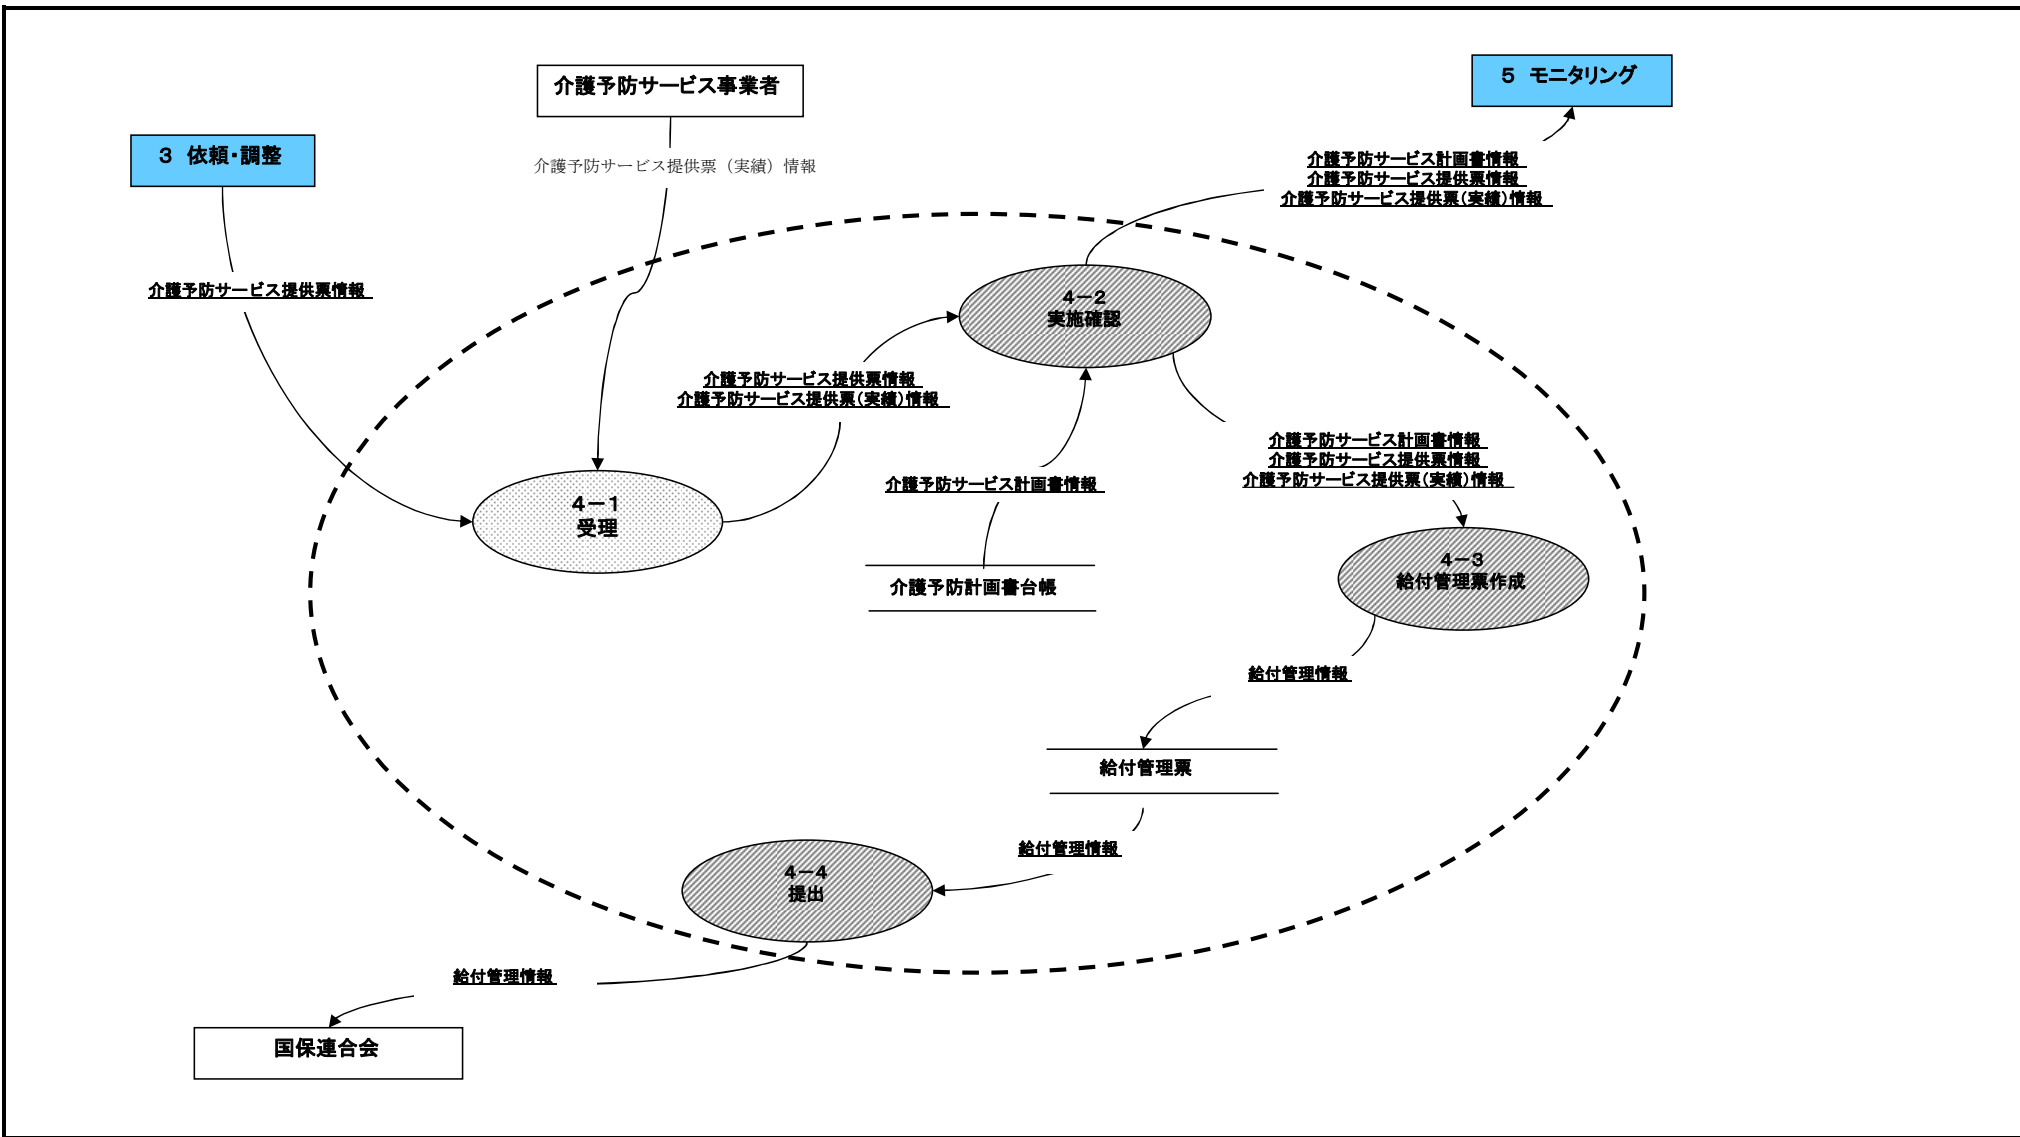 介護予防サービス事業者
5 モニタリング
3 依頼・調整
介護予防サービス提供票（実績）情報
介護予防サービス計画書情報
介護予防サービス提供票情報
介護予防サービス提供票(実績)情報
介護予防サービス提供票情報
4－2
実施確認
介護予防サービス提供票情報
介護予防サービス提供票(実績)情報
介護予防サービス計画書情報
介護予防サービス提供票情報
介護予防サービス提供票(実績)情報
介護予防サービス計画書情報
4－1
受理
4－3
給付管理票作成
介護予防計画書台帳
給付管理情報
給付管理票
給付管理情報
4－4
提出
給付管理情報
国保連合会